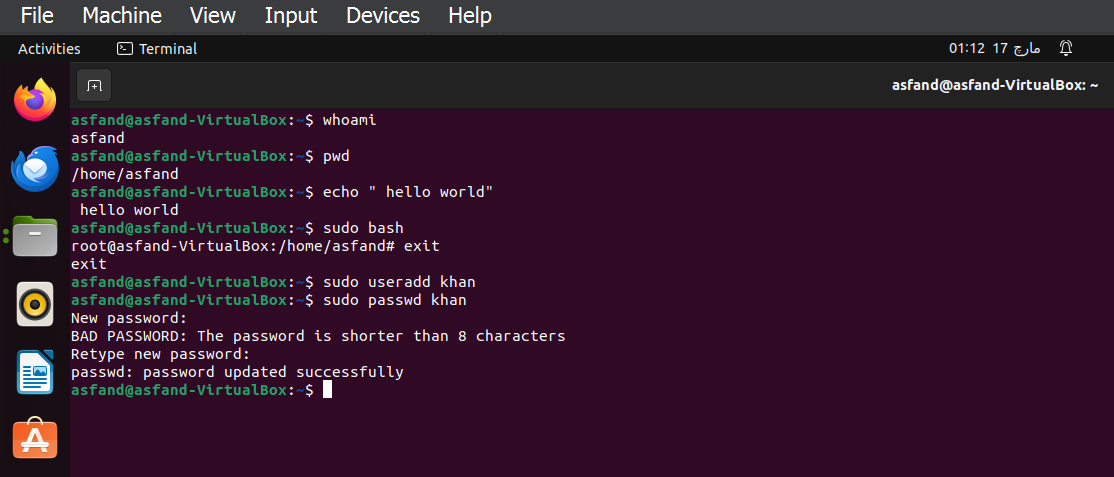 File Machine View Input Devices Help
Activities Terminal 01:12 17 مارچ
asfand@asfand-VirtualBox: ~
asfand@asfand-VirtualBox:~$ whoami
asfand
asfand@asfand-VirtualBox:~$ pwd
/home/asfand
asfand@asfand-VirtualBox:~$ echo " hello world"
 hello world
asfand@asfand-VirtualBox:~$ sudo bash
root@asfand-VirtualBox:/home/asfand# exit
exit
asfand@asfand-VirtualBox:~$ sudo useradd khan
asfand@asfand-VirtualBox:~$ sudo passwd khan
New password:
BAD PASSWORD: The password is shorter than 8 characters
Retype new password:
passwd: password updated successfully
asfand@asfand-VirtualBox:~$